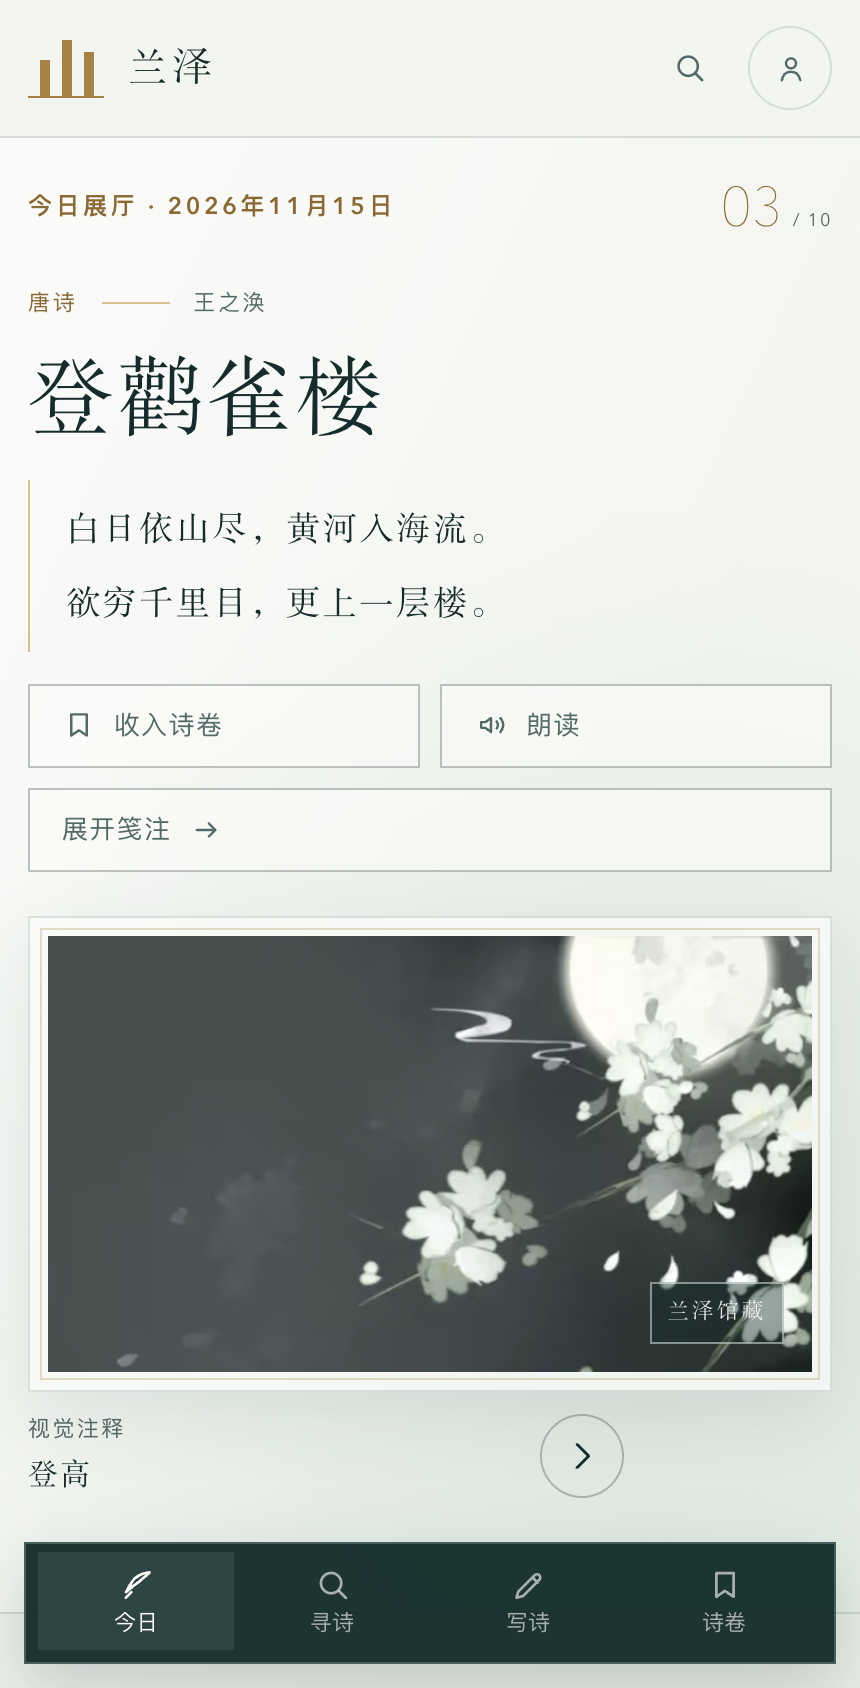 兰泽
今日展厅 · 2026年11月15日
03 / 10
唐诗 王之涣
登鹳雀楼
白日依山尽，黄河入海流。
欲穷千里目，更上一层楼。
收入诗卷
朗读
展开笺注 →
兰泽馆藏
视觉注释
登高
今日
寻诗
写诗
诗卷